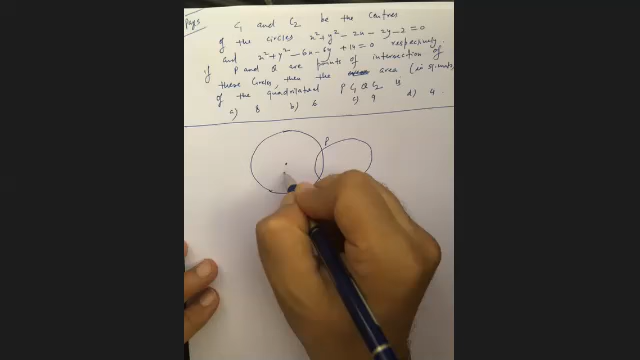 C1 and C2 be the Centres
of the circles x²+y² - 2x - 2y - 2 = 0
and x²+y² - 6x - 6y + 14 = 0 respectively.
if P and Q are points of intersection of
these Circles, then the area (in sq.units)
of the quadrilateral P C1 Q C2 is
a) 8 b) 6 c) 9 d) 4
P